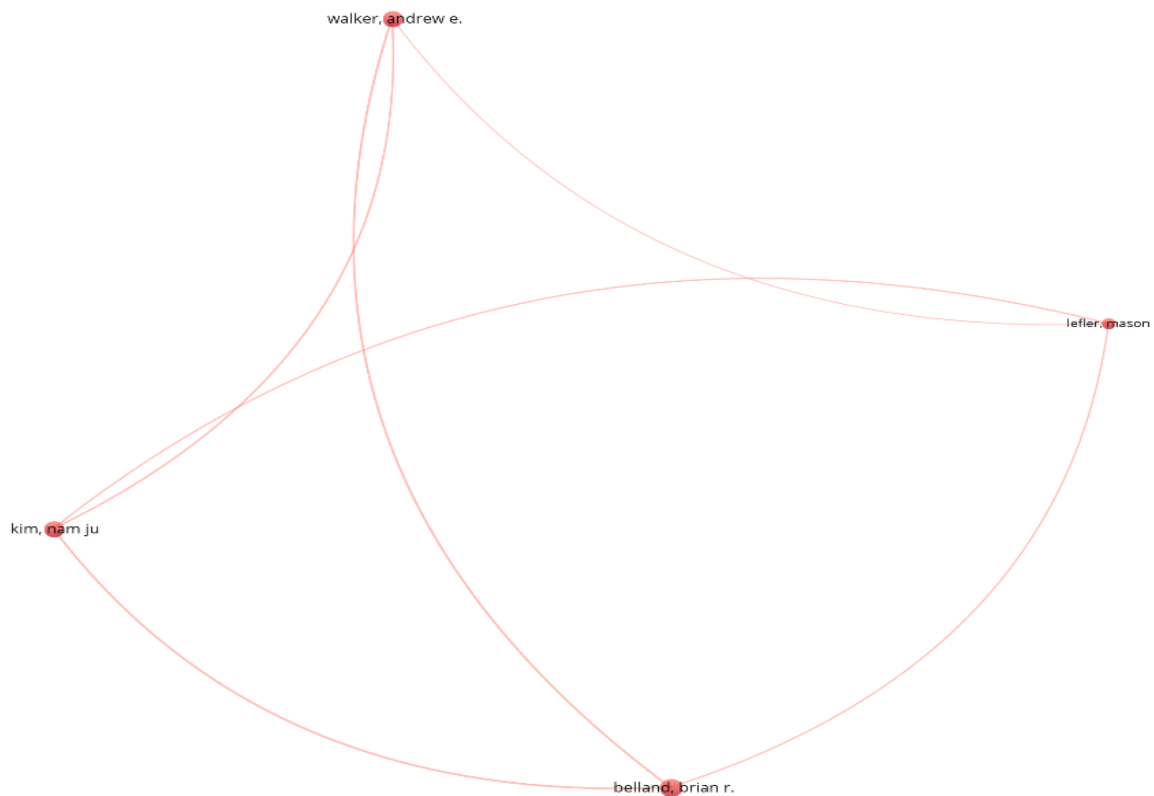 walker, andrew e.
lefler, mason
kim, nam ju
belland, brian r.